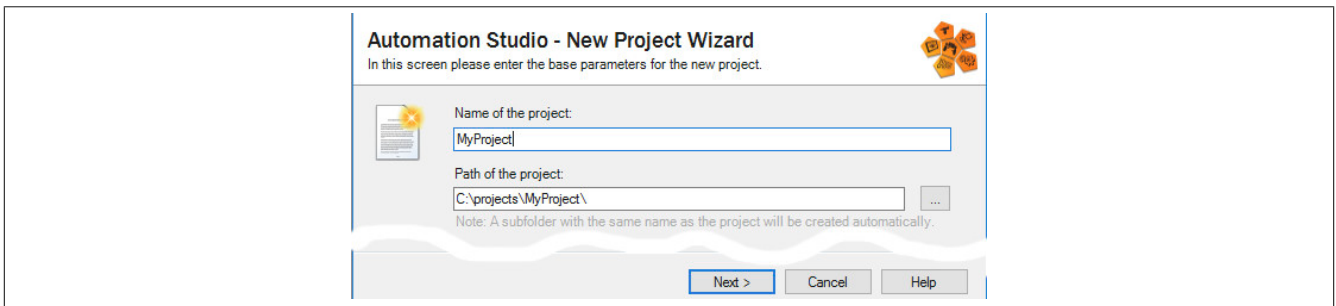 Automation Studio - New Project Wizard
In this screen please enter the base parameters for the new project.
Name of the project:
MyProject
Path of the project:
C:\projects\MyProject\
...
Note: A subfolder with the same name as the project will be created automatically.
Next >
Cancel
Help